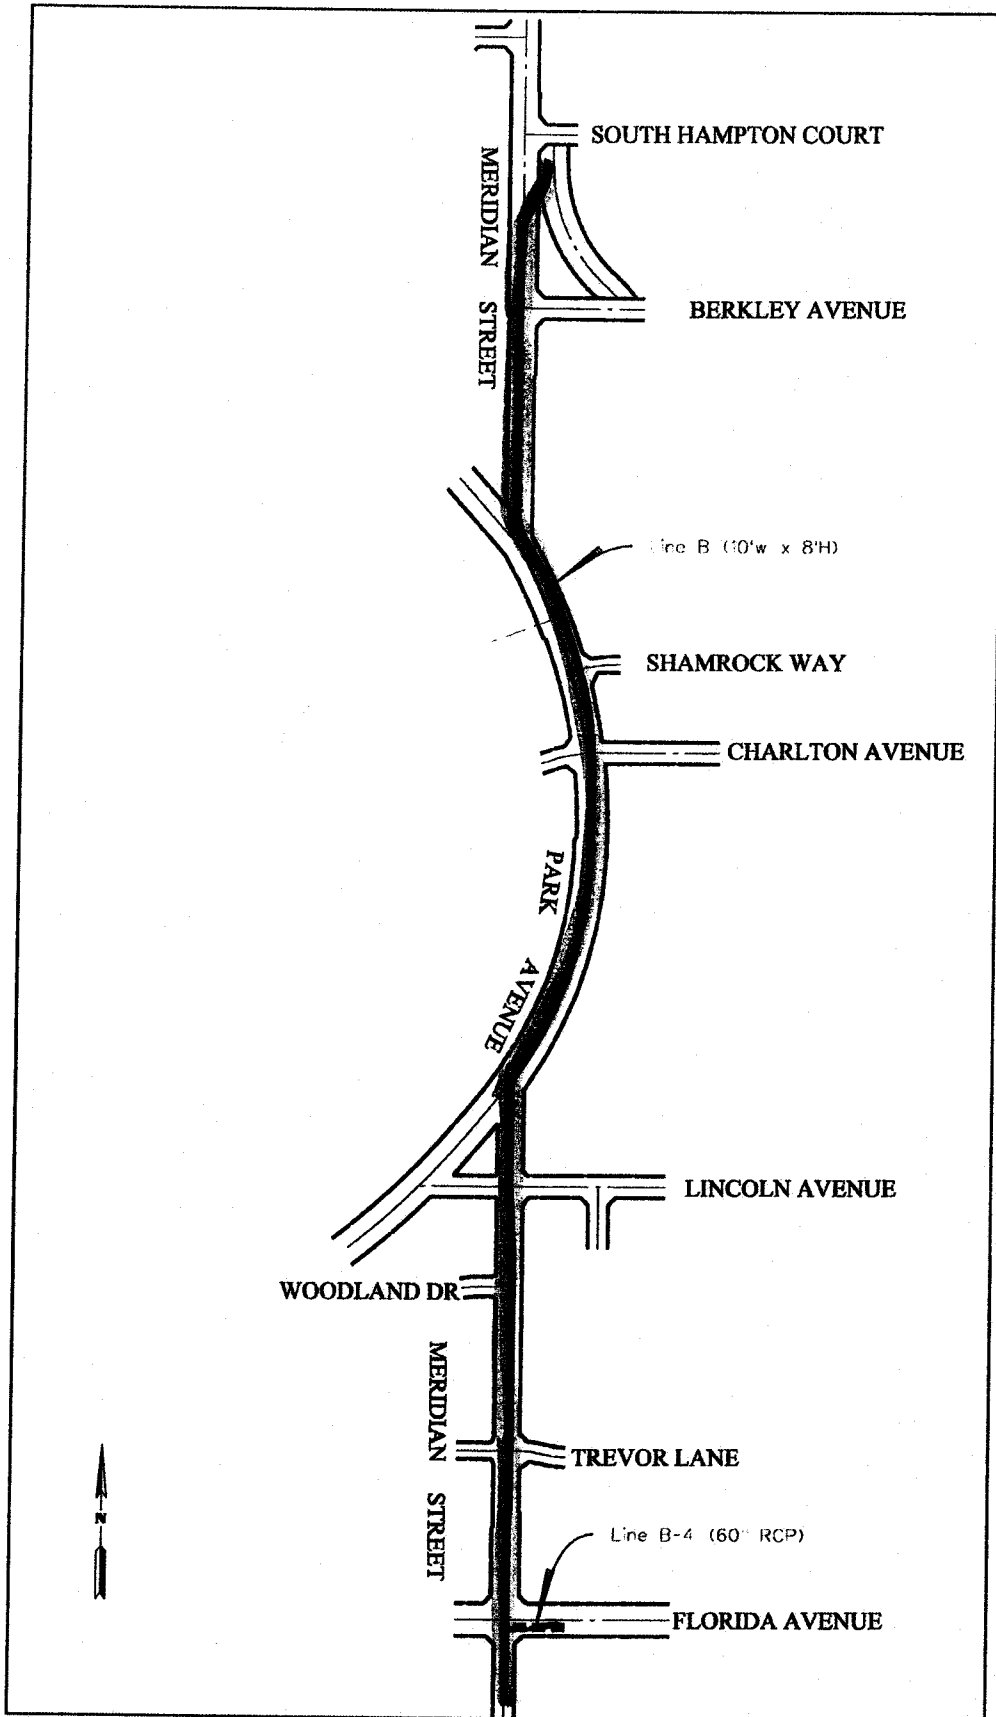 SOUTH HAMPTON COURT
MERIDIAN STREET
BERKLEY AVENUE
Line B (10'w x 8'H)
SHAMROCK WAY
CHARLTON AVENUE
PARK AVENUE
LINCOLN AVENUE
WOODLAND DR
MERIDIAN STREET
TREVOR LANE
N
Line B-4 (60" RCP)
FLORIDA AVENUE